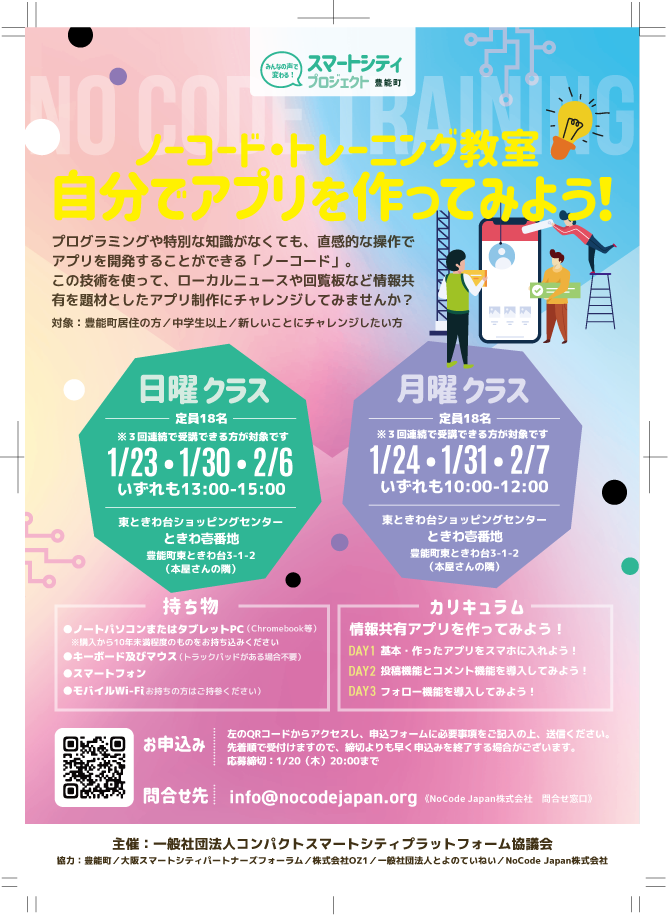 みんなの声で
変わる！
スマートシティ
プロジェクト 豊能町
NO CODE TRAINING
ノーコード・トレーニング教室
自分でアプリを作ってみよう！
プログラミングや特別な知識がなくても、直感的な操作で
アプリを開発することができる「ノーコード」。
この技術を使って、ローカルニュースや回覧板など情報共
有を題材としたアプリ制作にチャレンジしてみませんか？
対象：豊能町居住の方／中学生以上／新しいことにチャレンジしたい方
日曜クラス
定員18名
※３回連続で受講できる方が対象です
1/23・1/30・2/6
いずれも13:00-15:00
東ときわ台ショッピングセンター
ときわ壱番地
豊能町東ときわ台3-1-2
（本屋さんの隣）
月曜クラス
定員18名
※３回連続で受講できる方が対象です
1/24・1/31・2/7
いずれも10:00-12:00
東ときわ台ショッピングセンター
ときわ壱番地
豊能町東ときわ台3-1-2
（本屋さんの隣）
持ち物
●ノートパソコンまたはタブレットPC（Chromebook等）
※購入から10年未満程度のものをお持ち込みください
●キーボード及びマウス（トラックパッドがある場合不要）
●スマートフォン
●モバイルWi-Fi お持ちの方はご持参ください）
カリキュラム
情報共有アプリを作ってみよう！
DAY1 基本・作ったアプリをスマホに入れよう！
DAY2 投稿機能とコメント機能を導入してみよう！
DAY3 フォロー機能を導入してみよう！
お申込み
左のQRコードからアクセスし、申込フォームに必要事項をご記入の上、送信ください。
先着順で受付けますので、締切よりも早く申込みを終了する場合がございます。
応募締切：1/20（木）20:00まで
問合せ先
info@nocodejapan.org《NoCode Japan株式会社　問合せ窓口》
主催：一般社団法人コンパクトスマートシティプラットフォーム協議会
協力：豊能町／大阪スマートシティパートナーズフォーラム／株式会社OZ1／一般社団法人とよのていねい／NoCode Japan株式会社